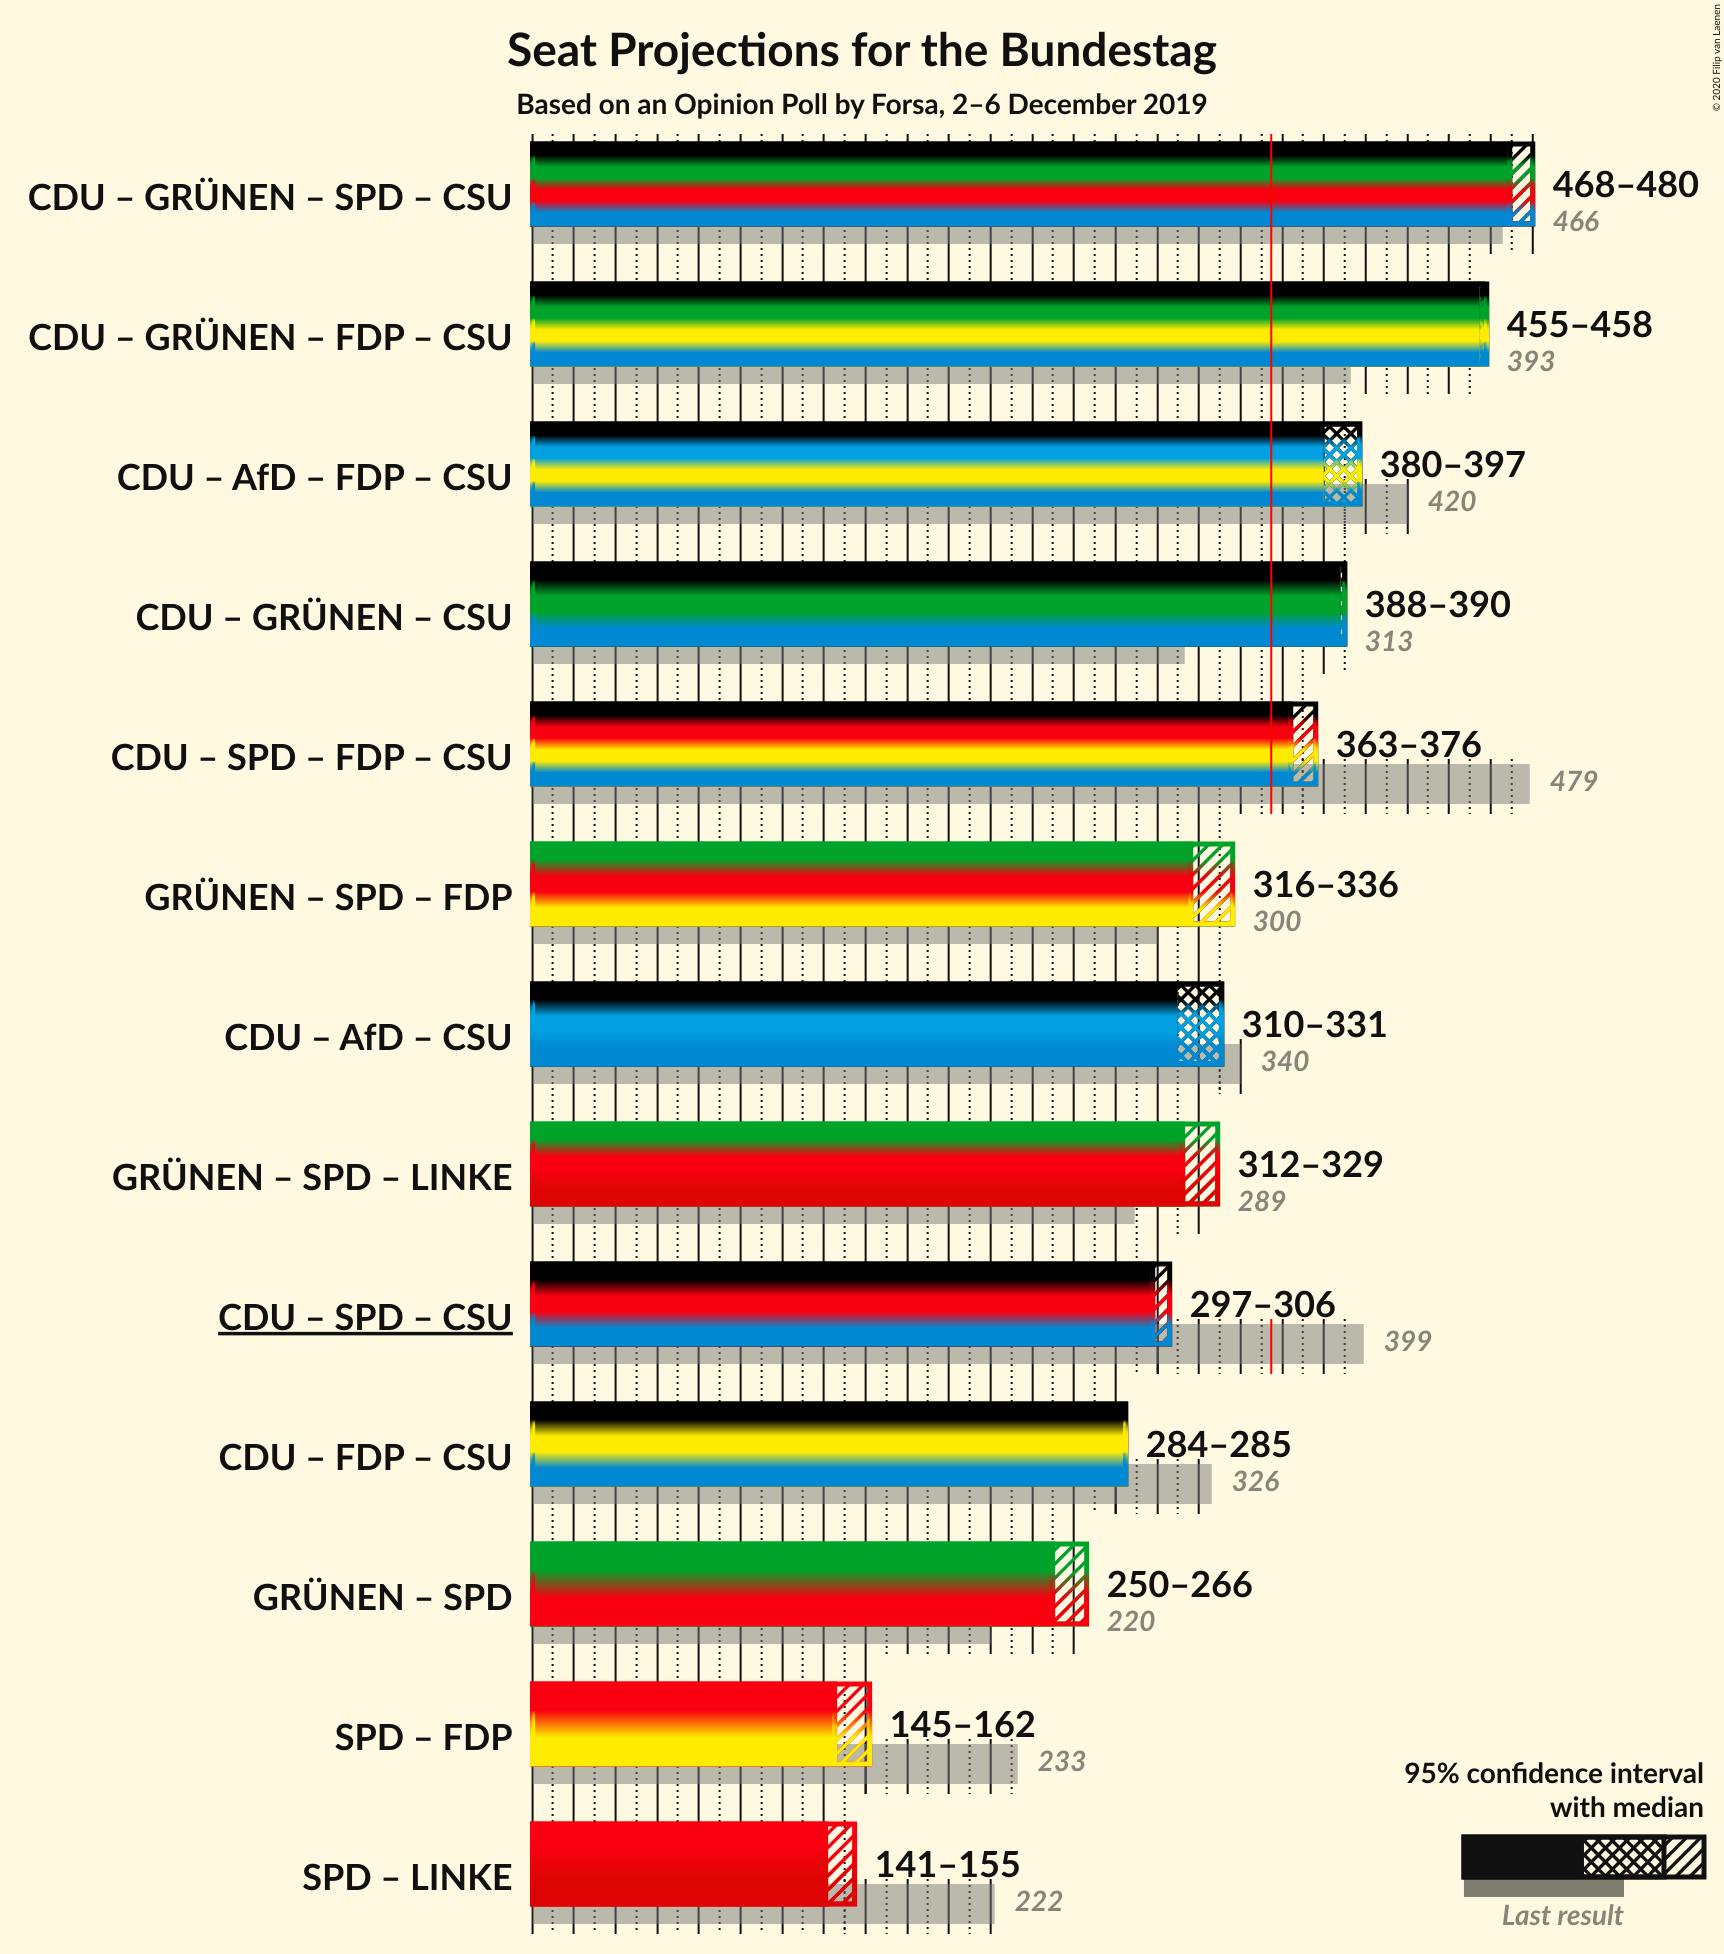 Seat Projections for the Bundestag
Based on an Opinion Poll by Forsa, 2–6 December 2019
© 2020 Filip van Laenen
CDU – GRÜNEN – SPD – CSU
468–480
466
CDU – GRÜNEN – FDP – CSU
455–458
393
CDU – AfD – FDP – CSU
380–397
420
CDU – GRÜNEN – CSU
388–390
313
CDU – SPD – FDP – CSU
363–376
479
GRÜNEN – SPD – FDP
316–336
300
CDU – AfD – CSU
310–331
340
GRÜNEN – SPD – LINKE
312–329
289
CDU – SPD – CSU
297–306
399
CDU – FDP – CSU
284–285
326
GRÜNEN – SPD
250–266
220
SPD – FDP
145–162
233
SPD – LINKE
141–155
222
95% confidence interval
with median
Last result